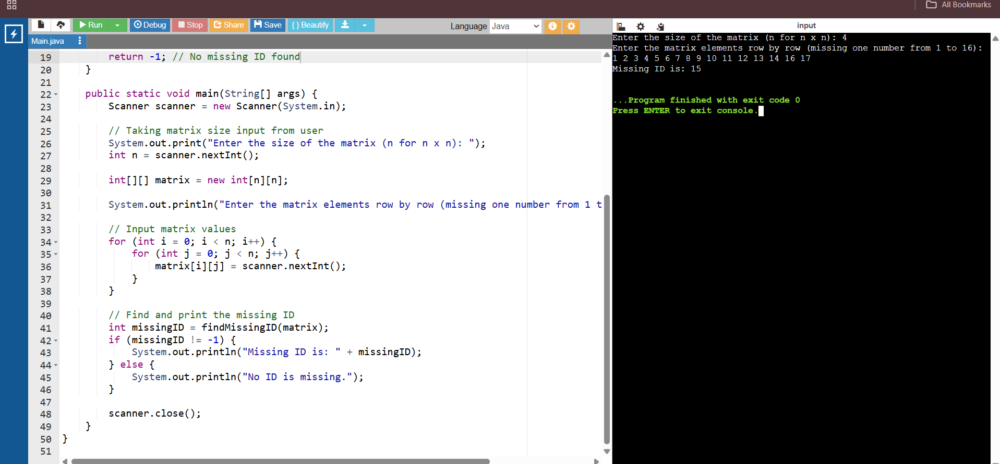 All Bookmarks
Run Debug Stop Share Save { } Beautify
Language Java
Main.java
19 return -1; // No missing ID found
20 }
21
22 public static void main(String[] args) {
23 Scanner scanner = new Scanner(System.in);
24
25 // Taking matrix size input from user
26 System.out.print("Enter the size of the matrix (n for n x n): ");
27 int n = scanner.nextInt();
28
29 int[][] matrix = new int[n][n];
30
31 System.out.println("Enter the matrix elements row by row (missing one number from 1 t
32
33 // Input matrix values
34 for (int i = 0; i < n; i++) {
35 for (int j = 0; j < n; j++) {
36 matrix[i][j] = scanner.nextInt();
37 }
38 }
39
40 // Find and print the missing ID
41 int missingID = findMissingID(matrix);
42 if (missingID != -1) {
43 System.out.println("Missing ID is: " + missingID);
44 } else {
45 System.out.println("No ID is missing.");
46 }
47
48 scanner.close();
49 }
50 }
51
input
Enter the size of the matrix (n for n x n): 4
Enter the matrix elements row by row (missing one number from 1 to 16):
1 2 3 4 5 6 7 8 9 10 11 12 13 14 16 17
Missing ID is: 15
...Program finished with exit code 0
Press ENTER to exit console.